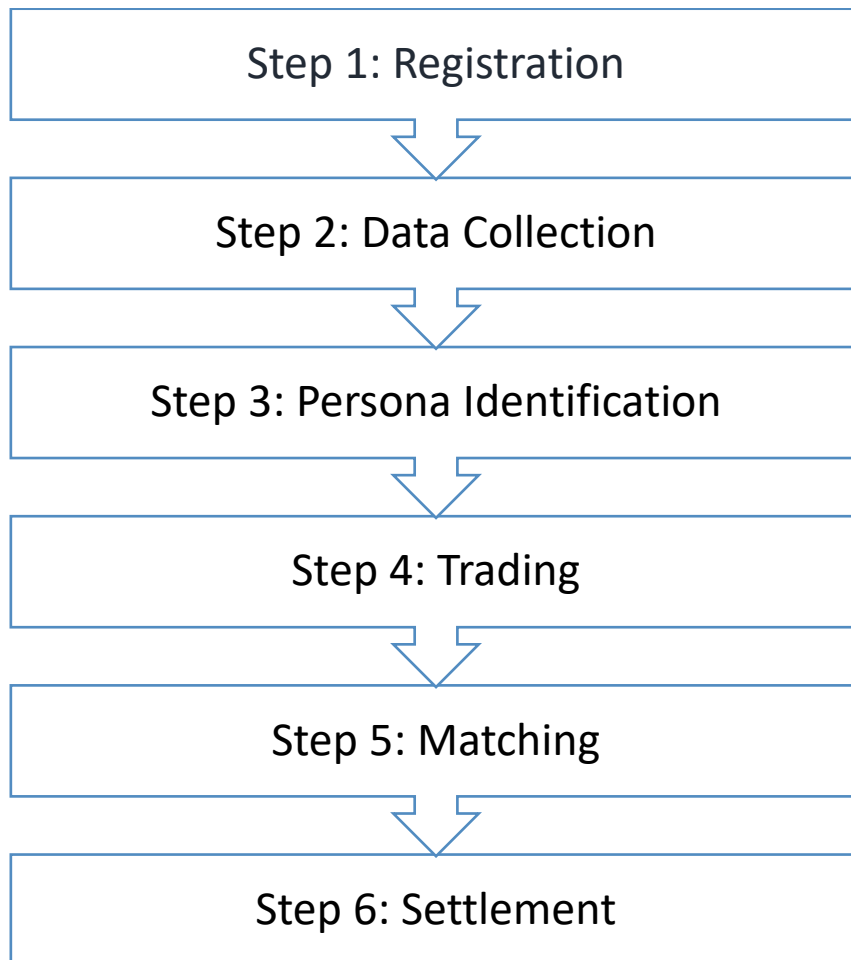 Step 1: Registration
Step 2: Data Collection
Step 3: Persona Identification
Step 4: Trading
Step 5: Matching
Step 6: Settlement